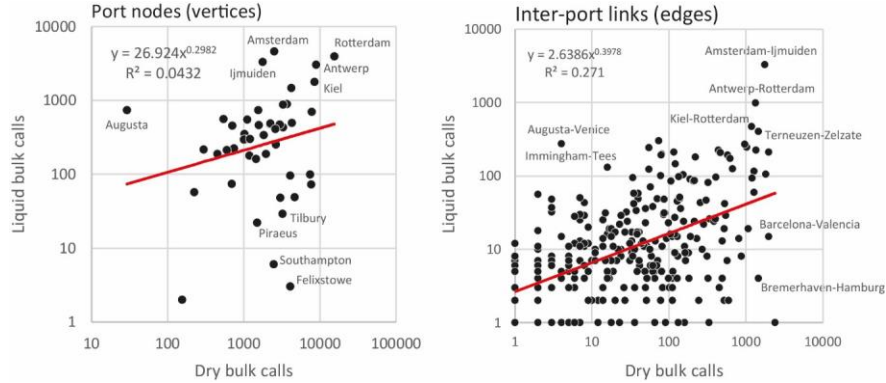 Port nodes (vertices)
10000
1000
100
10
1
Liquid bulk calls
y = 26.924x^0.2982
R² = 0.0432
Amsterdam
Rotterdam
Ijmuiden
Antwerp
Kiel
Augusta
Tilbury
Piraeus
Southampton
Felixstowe
10 100 1000 10000 100000
Dry bulk calls
Inter-port links (edges)
10000
1000
100
10
1
Liquid bulk calls
y = 2.6386x^0.3978
R² = 0.271
Amsterdam-Ijmuiden
Antwerp-Rotterdam
Kiel-Rotterdam
Augusta-Venice
Terneuzen-Zelzate
Immingham-Tees
Barcelona-Valencia
Bremerhaven-Hamburg
1 10 100 1000 10000
Dry bulk calls